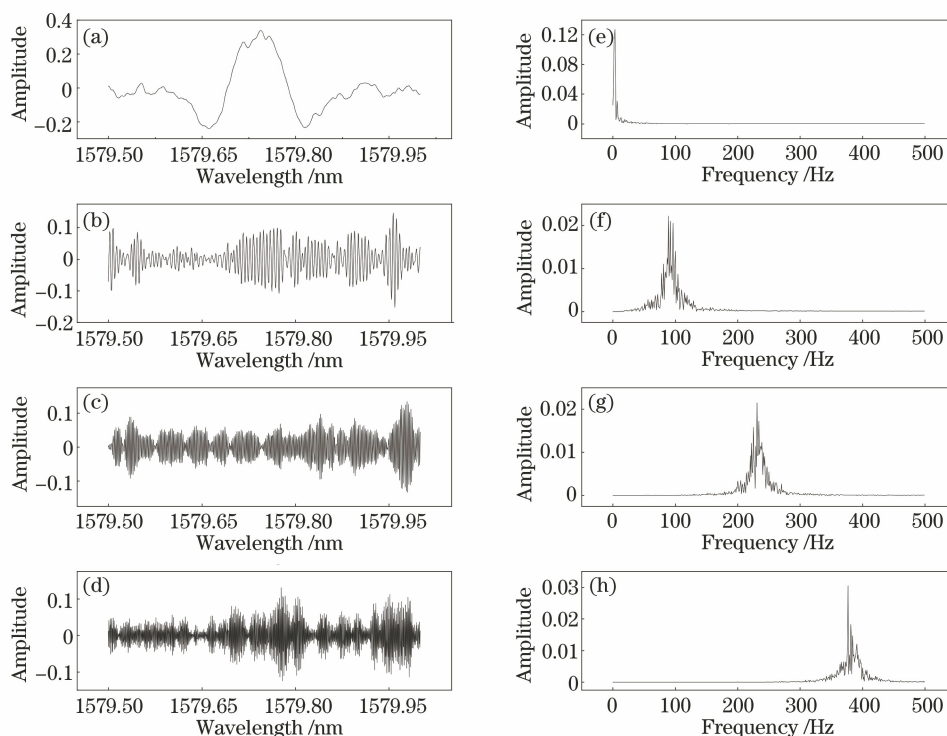 (a)
Amplitude
0.4
0.2
0
−0.2
1579.50 1579.65 1579.80 1579.95
Wavelength /nm
(e)
Amplitude
0.12
0.08
0.04
0
0 100 200 300 400 500
Frequency /Hz
(b)
Amplitude
0.1
0
−0.1
−0.2
1579.50 1579.65 1579.80 1579.95
Wavelength /nm
(f)
Amplitude
0.02
0.01
0
0 100 200 300 400 500
Frequency /Hz
(c)
Amplitude
0.1
0
−0.1
1579.50 1579.65 1579.80 1579.95
Wavelength /nm
(g)
Amplitude
0.02
0.01
0
0 100 200 300 400 500
Frequency /Hz
(d)
Amplitude
0.1
0
−0.1
1579.50 1579.65 1579.80 1579.95
Wavelength /nm
(h)
Amplitude
0.03
0.02
0.01
0
0 100 200 300 400 500
Frequency /Hz